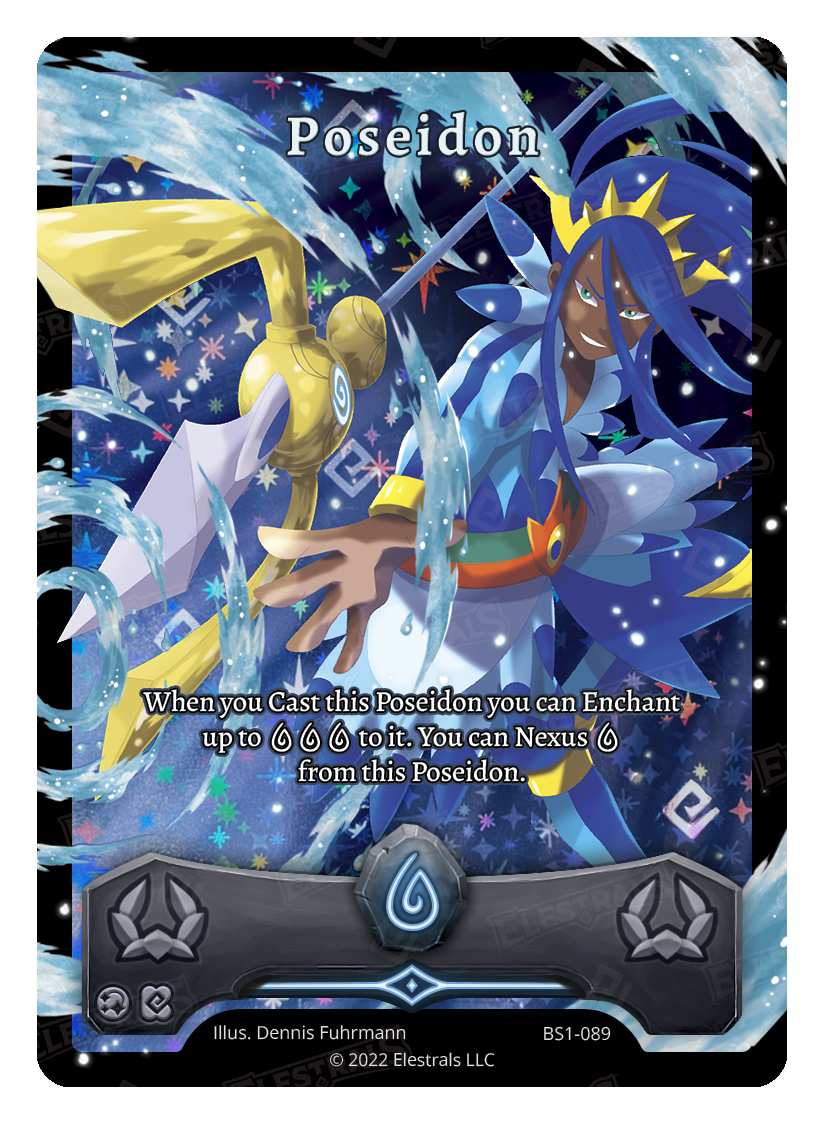 Poseidon
When you Cast this Poseidon you can Enchant
up to to it. You can Nexus
from this Poseidon.
Illus. Dennis Fuhrmann
BS1-089
© 2022 Elestrals LLC
ELESTRALS